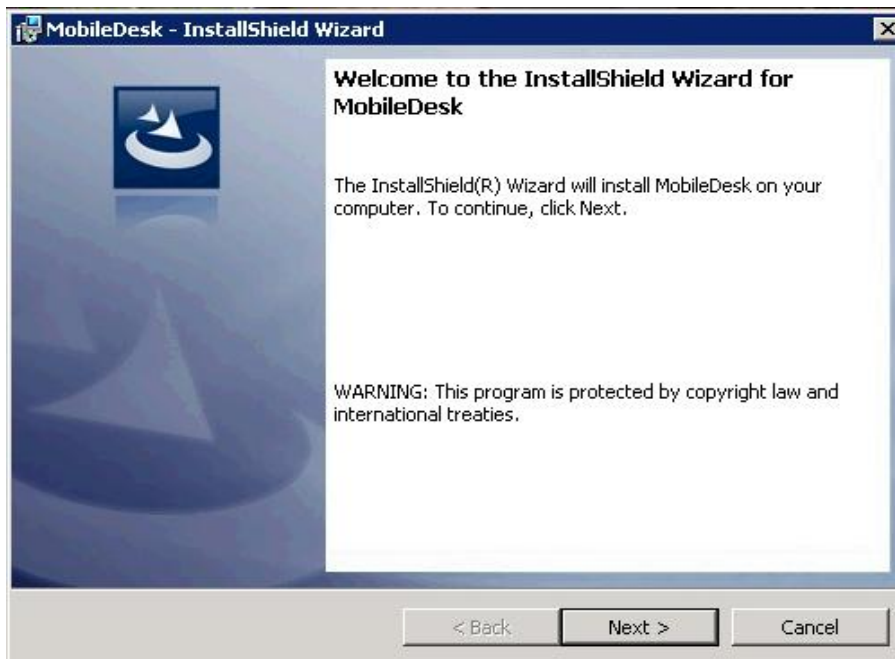 MobileDesk - InstallShield Wizard
Welcome to the InstallShield Wizard for
MobileDesk
The InstallShield(R) Wizard will install MobileDesk on your
computer. To continue, click Next.
WARNING: This program is protected by copyright law and
international treaties.
< Back
Next >
Cancel